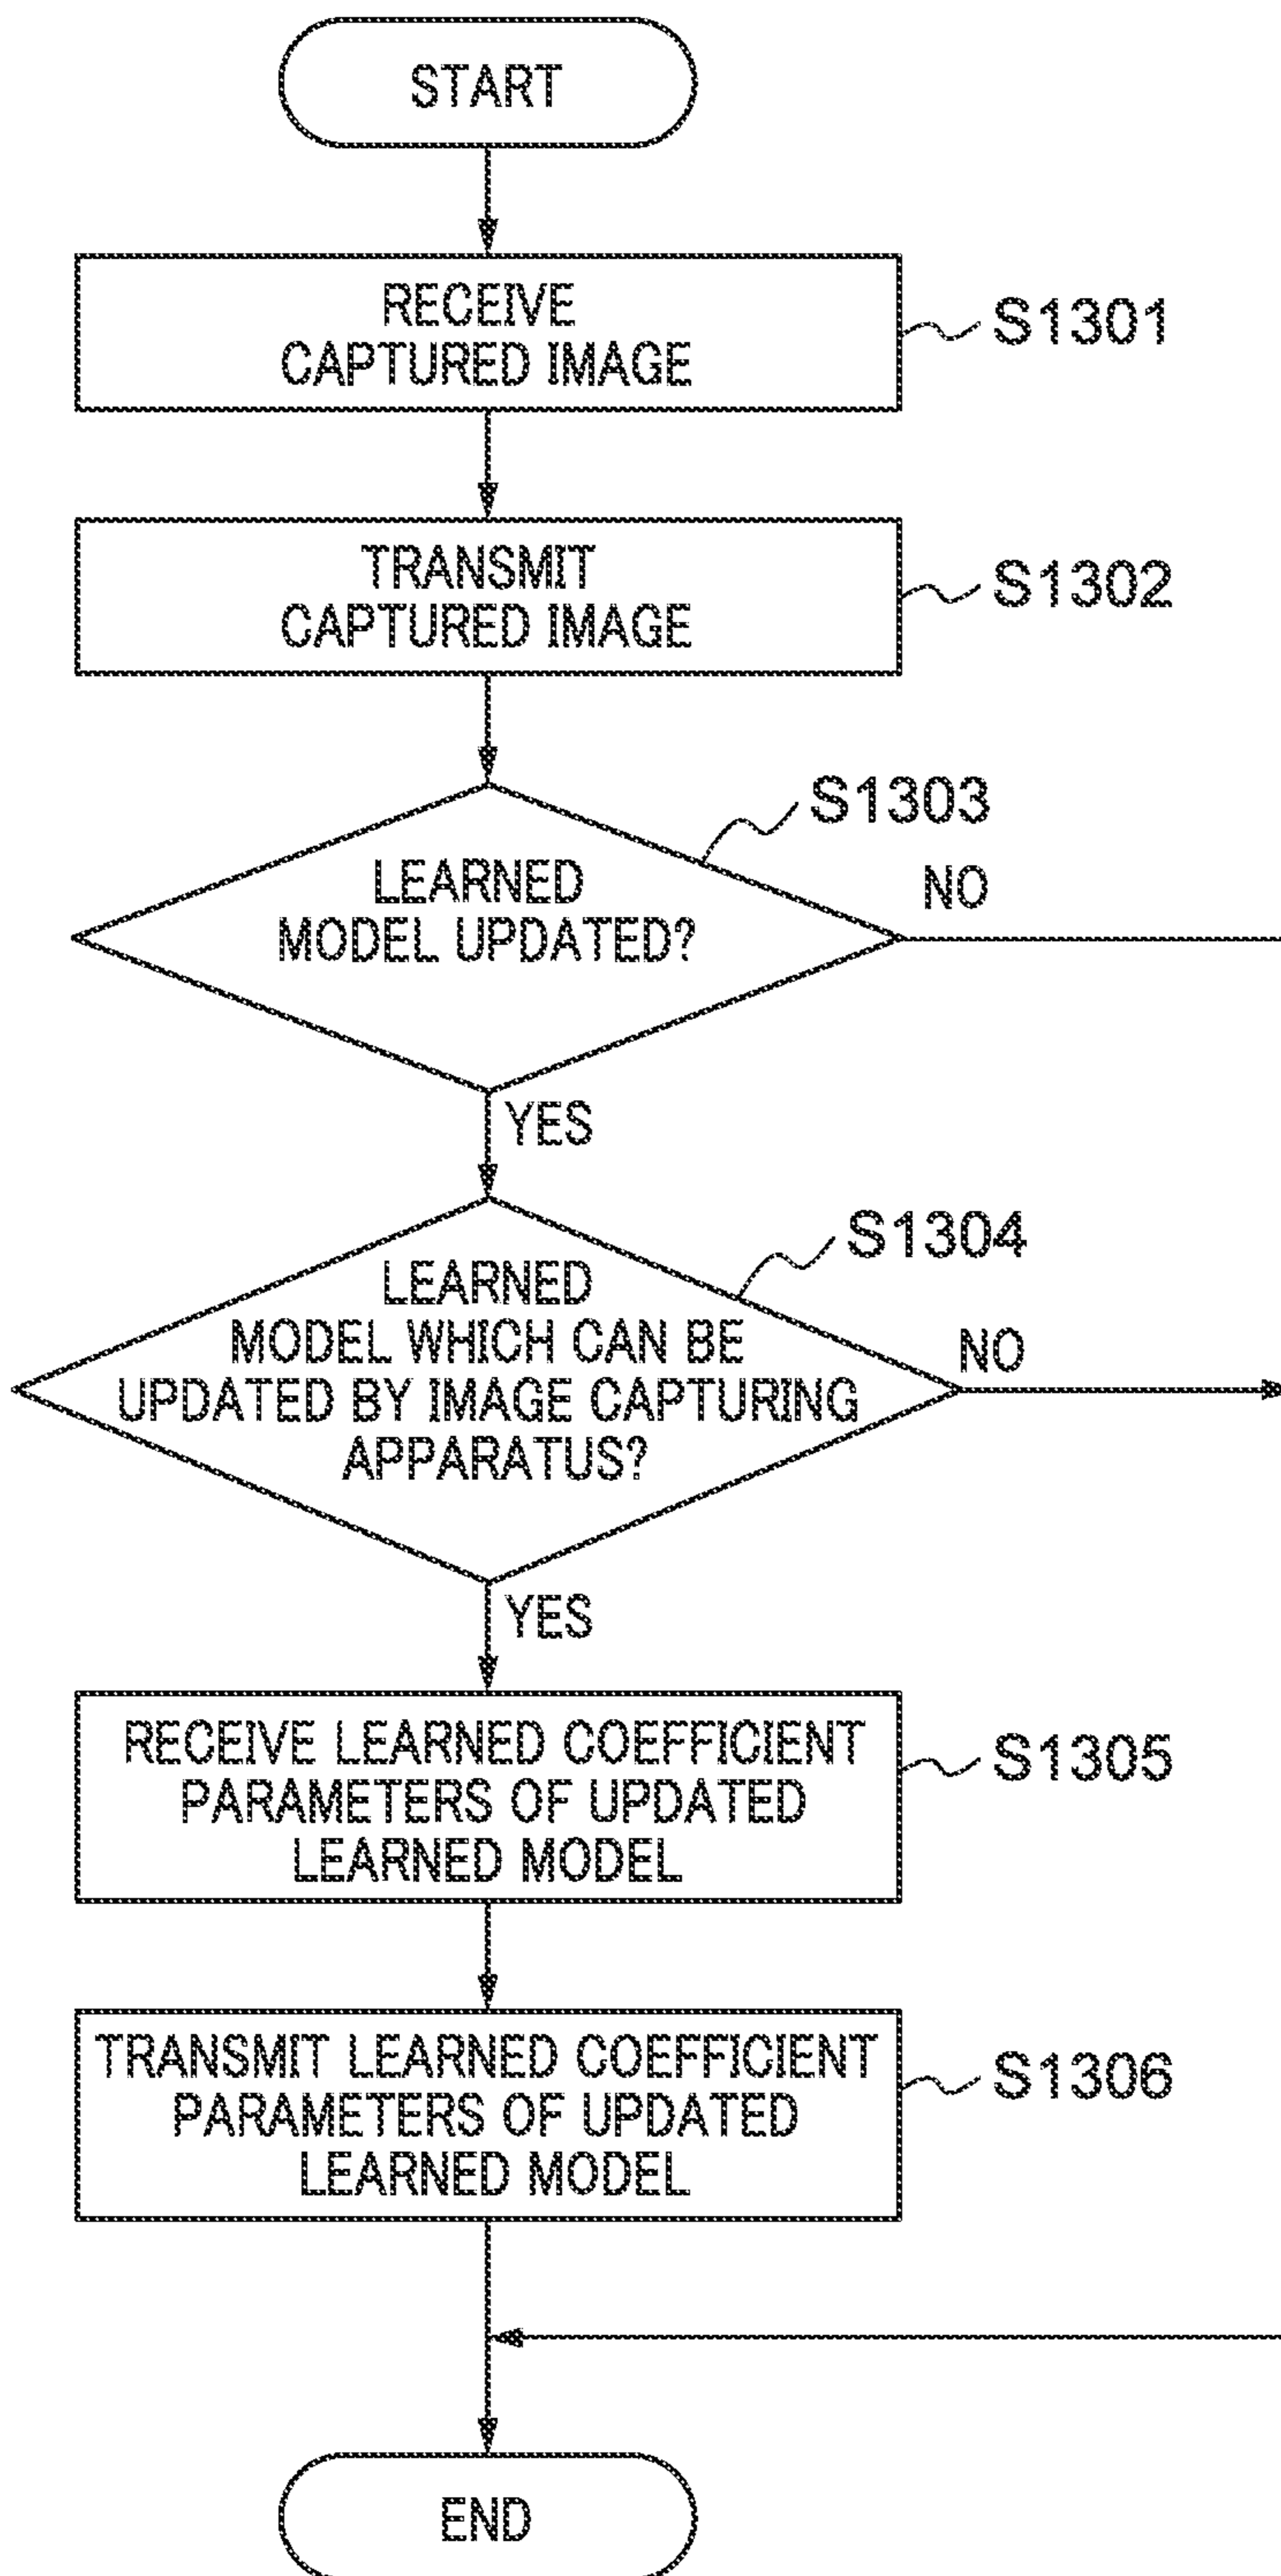 START
RECEIVE
CAPTURED IMAGE
S1301
TRANSMIT
CAPTURED IMAGE
S1302
S1303
LEARNED
MODEL UPDATED?
NO
YES
S1304
LEARNED
MODEL WHICH CAN BE
UPDATED BY IMAGE CAPTURING
APPARATUS?
NO
YES
RECEIVE LEARNED COEFFICIENT
PARAMETERS OF UPDATED
LEARNED MODEL
S1305
TRANSMIT LEARNED COEFFICIENT
PARAMETERS OF UPDATED
LEARNED MODEL
S1306
END